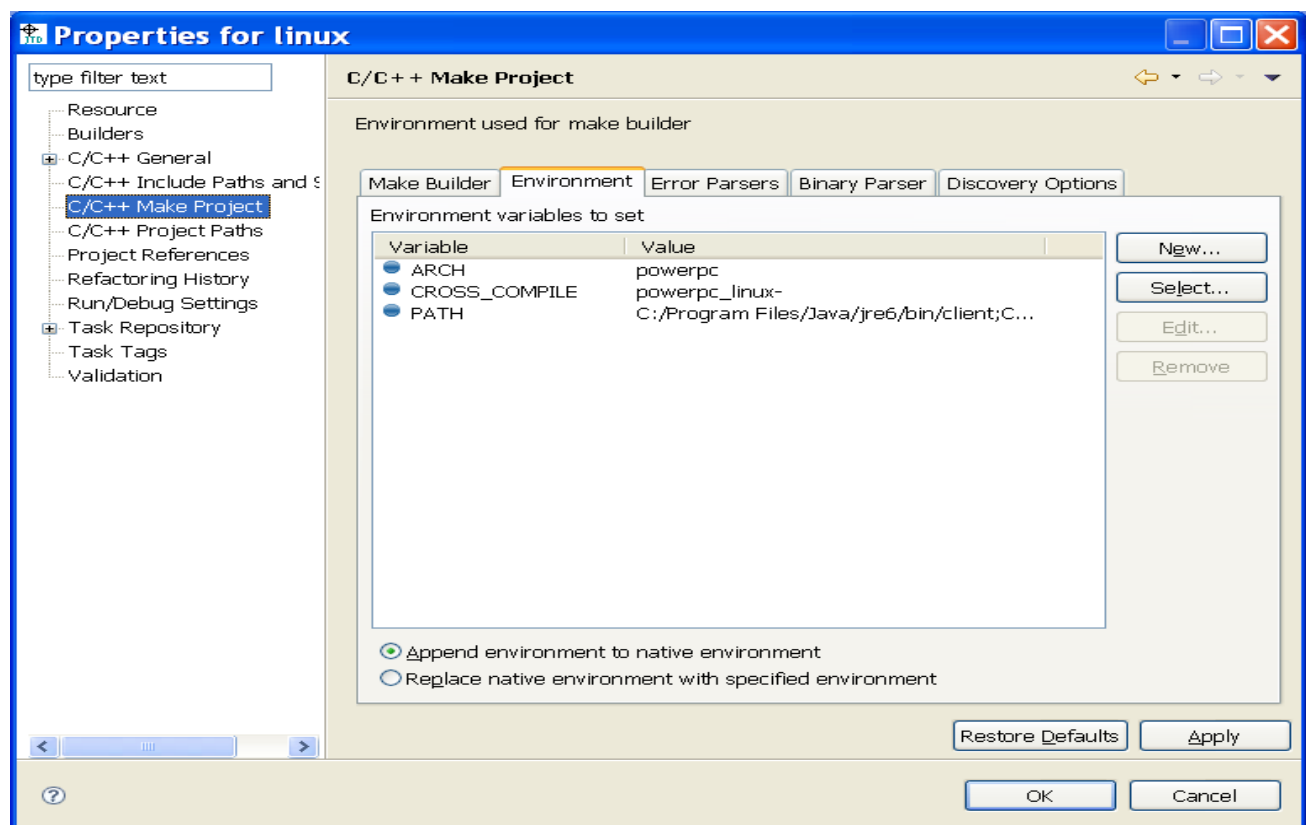 Properties for linux
type filter text
Resource
Builders
C/C++ General
C/C++ Include Paths and S
C/C++ Make Project
C/C++ Project Paths
Project References
Refactoring History
Run/Debug Settings
Task Repository
Task Tags
Validation
C/C++ Make Project
Environment used for make builder
Make Builder Environment Error Parsers Binary Parser Discovery Options
Environment variables to set
Variable Value
ARCH powerpc
CROSS_COMPILE powerpc_linux-
PATH C:/Program Files/Java/jre6/bin/client;C...
New...
Select...
Edit...
Remove
Append environment to native environment
Replace native environment with specified environment
Restore Defaults Apply
? OK Cancel